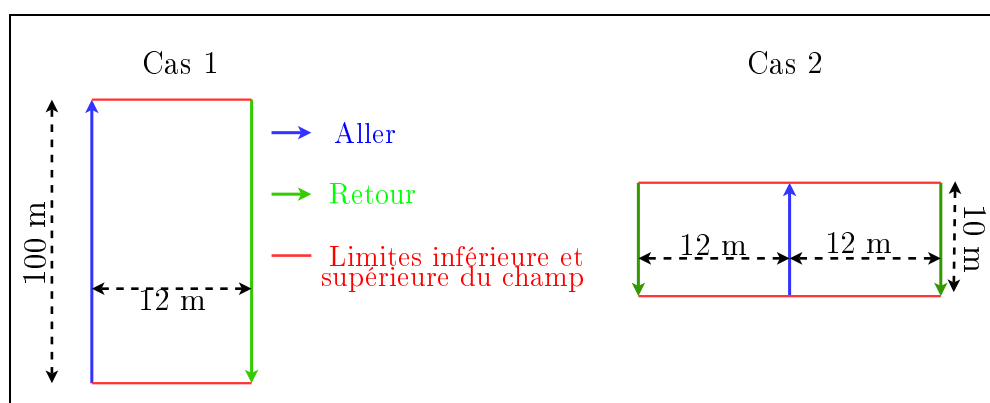 Cas 1
Aller
Retour
Limites inférieure et
supérieure du champ
100 m
12 m
Cas 2
12 m
12 m
10 m